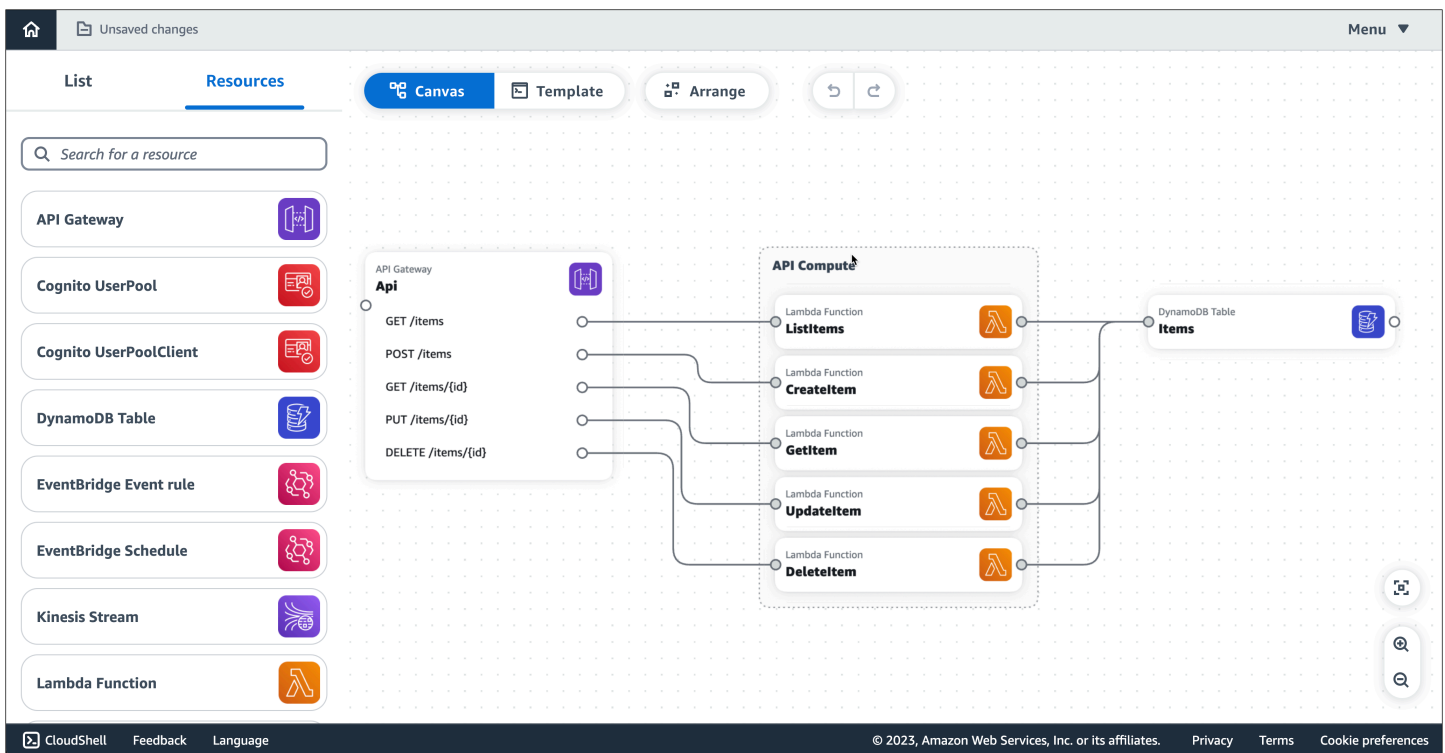 Unsaved changes
Menu
List
Resources
Canvas
Template
Arrange
Search for a resource
API Gateway
Cognito UserPool
Cognito UserPoolClient
DynamoDB Table
EventBridge Event rule
EventBridge Schedule
Kinesis Stream
Lambda Function
API Gateway
Api
GET /items
POST /items
GET /items/{id}
PUT /items/{id}
DELETE /items/{id}
API Compute
Lambda Function
ListItems
Lambda Function
CreateItem
Lambda Function
GetItem
Lambda Function
UpdateItem
Lambda Function
DeleteItem
DynamoDB Table
Items
CloudShell Feedback Language © 2023, Amazon Web Services, Inc. or its affiliates. Privacy Terms Cookie preferences